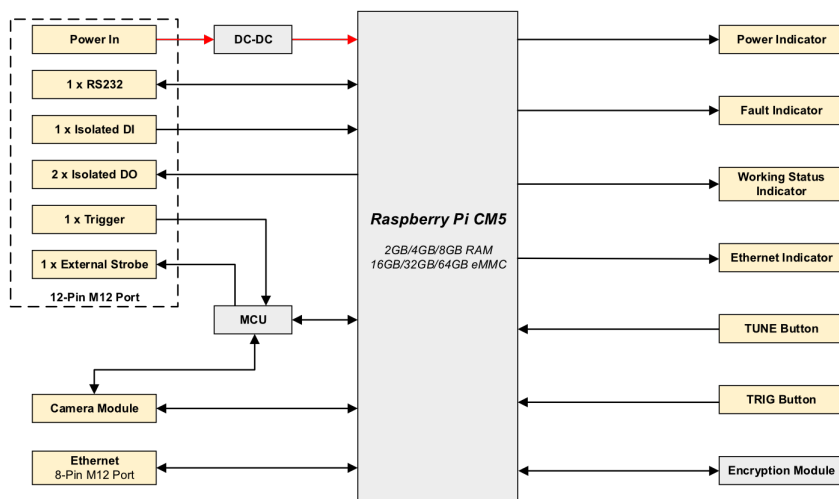 Power In
DC-DC
1 x RS232
1 x Isolated DI
2 x Isolated DO
1 x Trigger
1 x External Strobe
12-Pin M12 Port
MCU
Camera Module
Ethernet
8-Pin M12 Port
Raspberry Pi CM5
2GB/4GB/8GB RAM
16GB/32GB/64GB eMMC
Power Indicator
Fault Indicator
Working Status
Indicator
Ethernet Indicator
TUNE Button
TRIG Button
Encryption Module